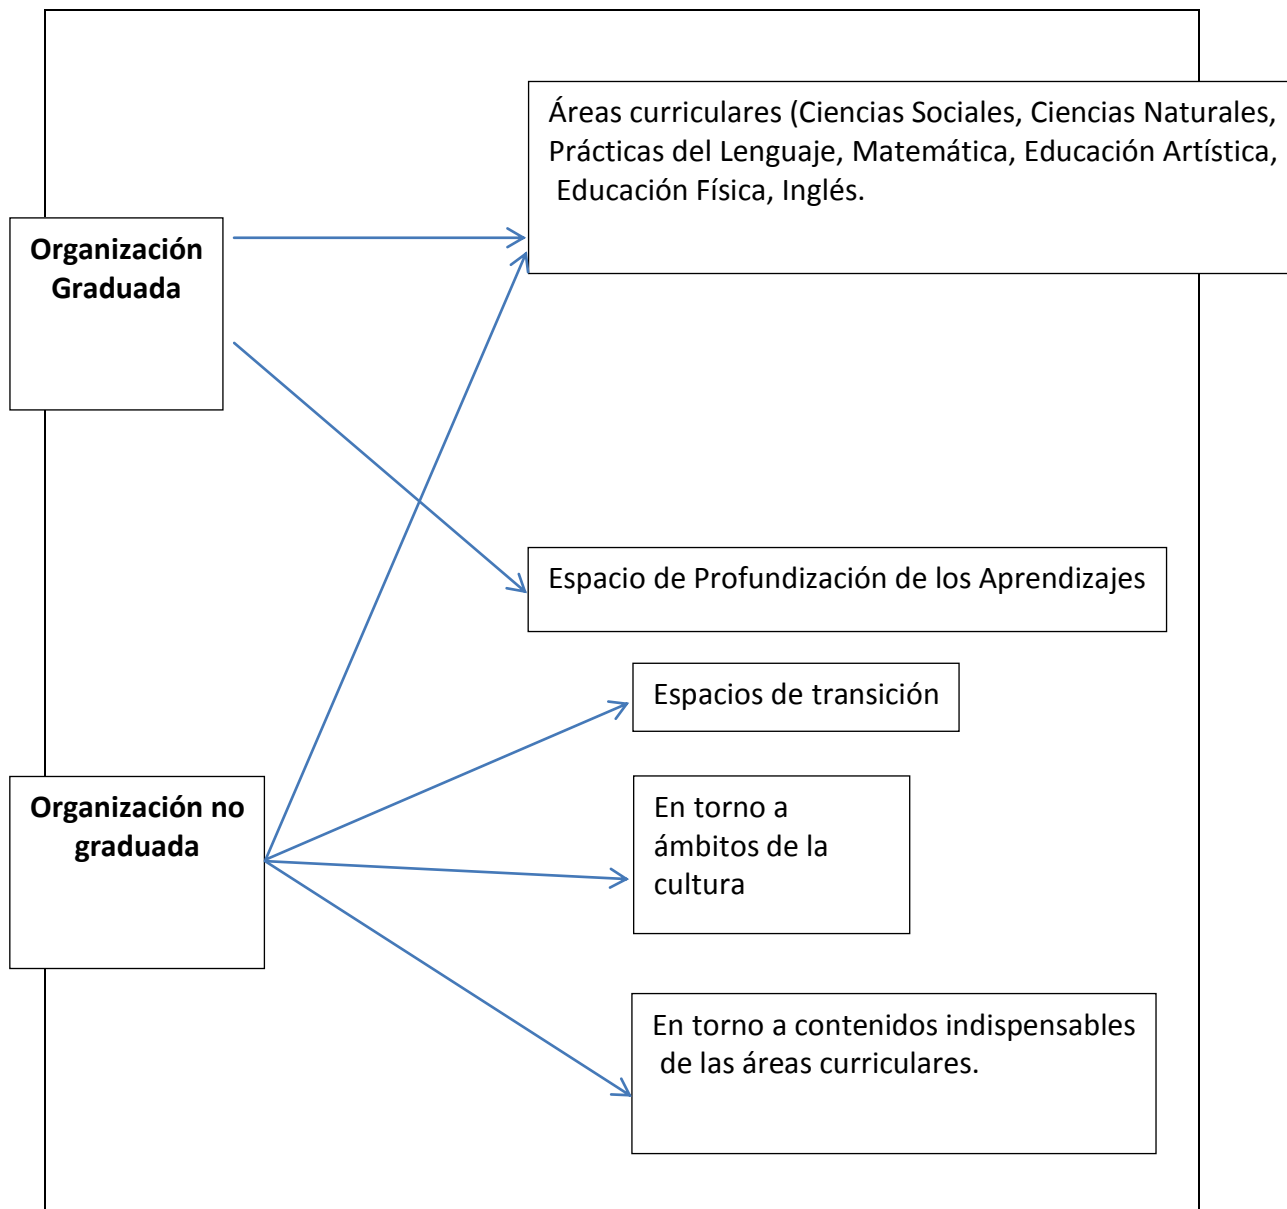 Áreas curriculares (Ciencias Sociales, Ciencias Naturales,
Prácticas del Lenguaje, Matemática, Educación Artística,
Educación Física, Inglés.
Organización
Graduada
Espacio de Profundización de los Aprendizajes
Espacios de transición
Organización no
graduada
En torno a
ámbitos de la
cultura
En torno a contenidos indispensables
de las áreas curriculares.